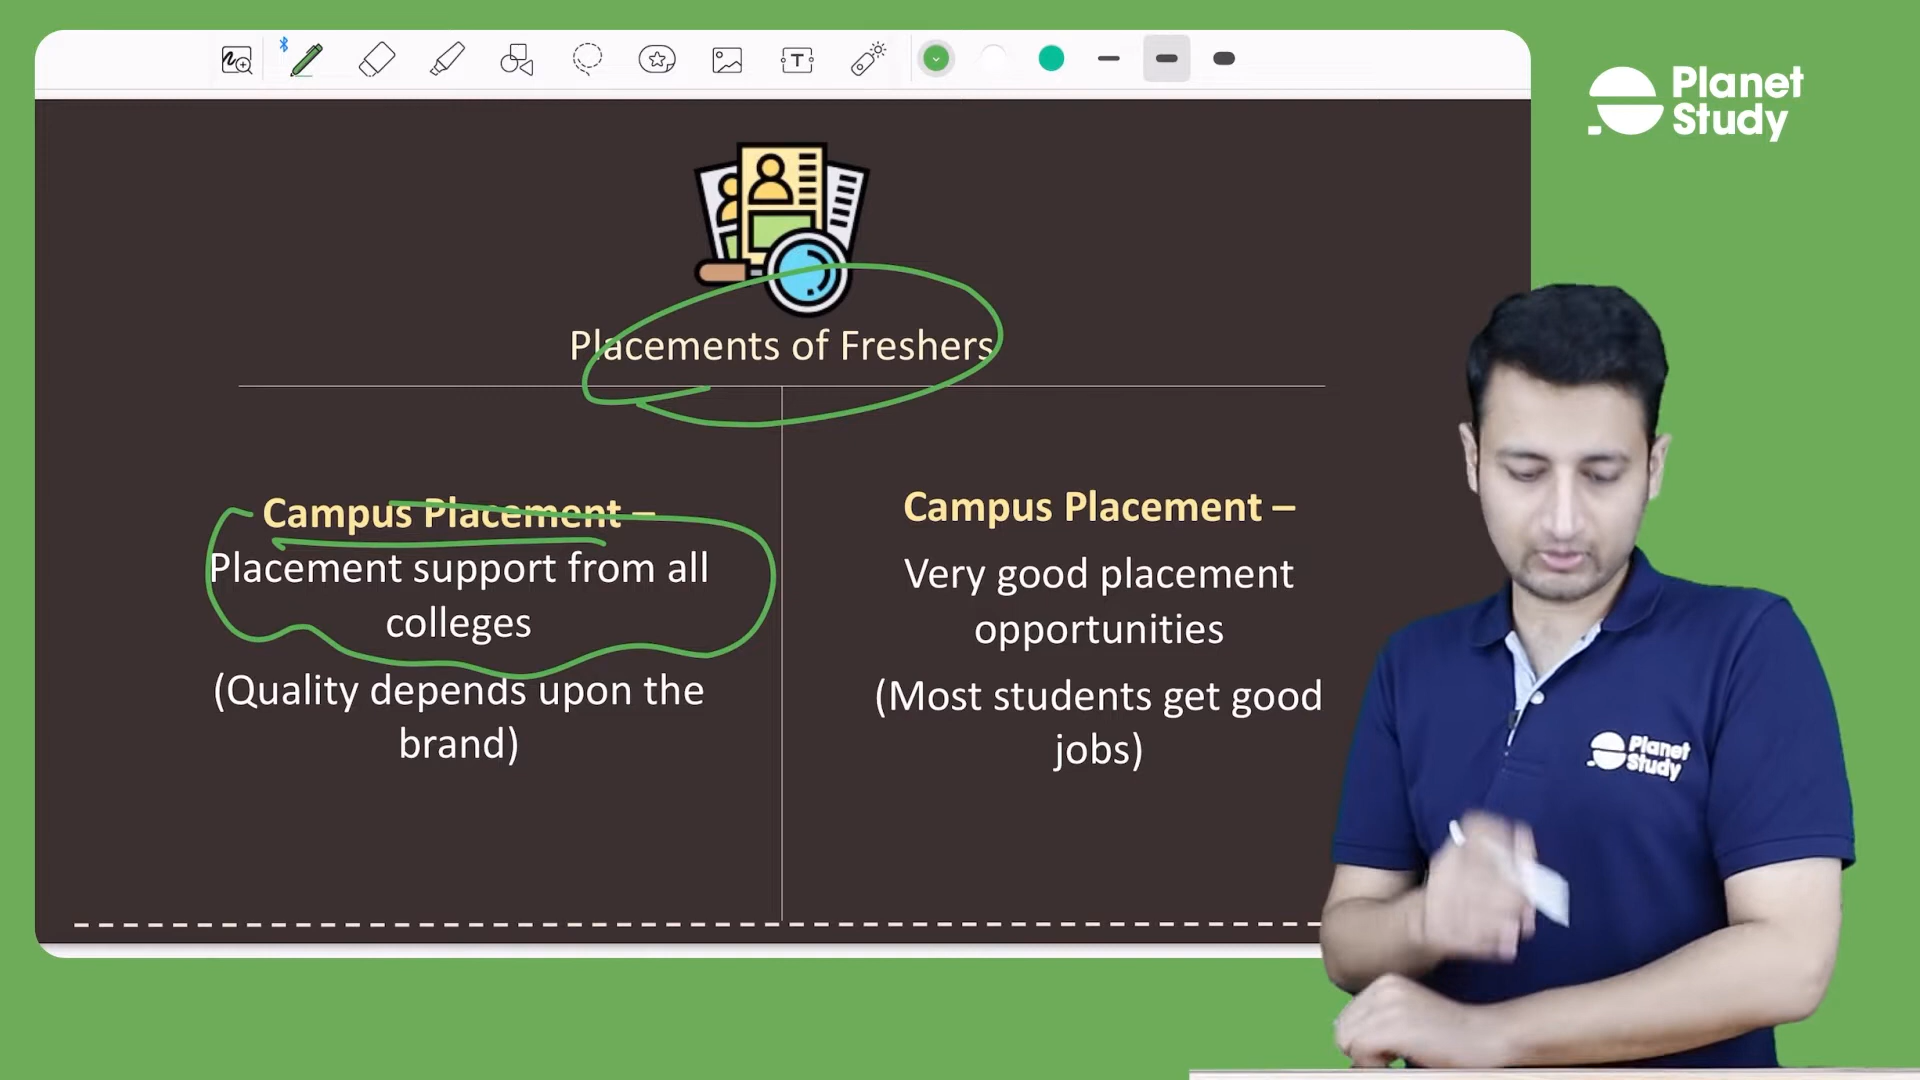 Planet
Study
Placements of Freshers
Campus Placement –
Placement support from all
colleges
(Quality depends upon the
brand)
Campus Placement –
Very good placement
opportunities
(Most students get good
jobs)
Planet
Study
T